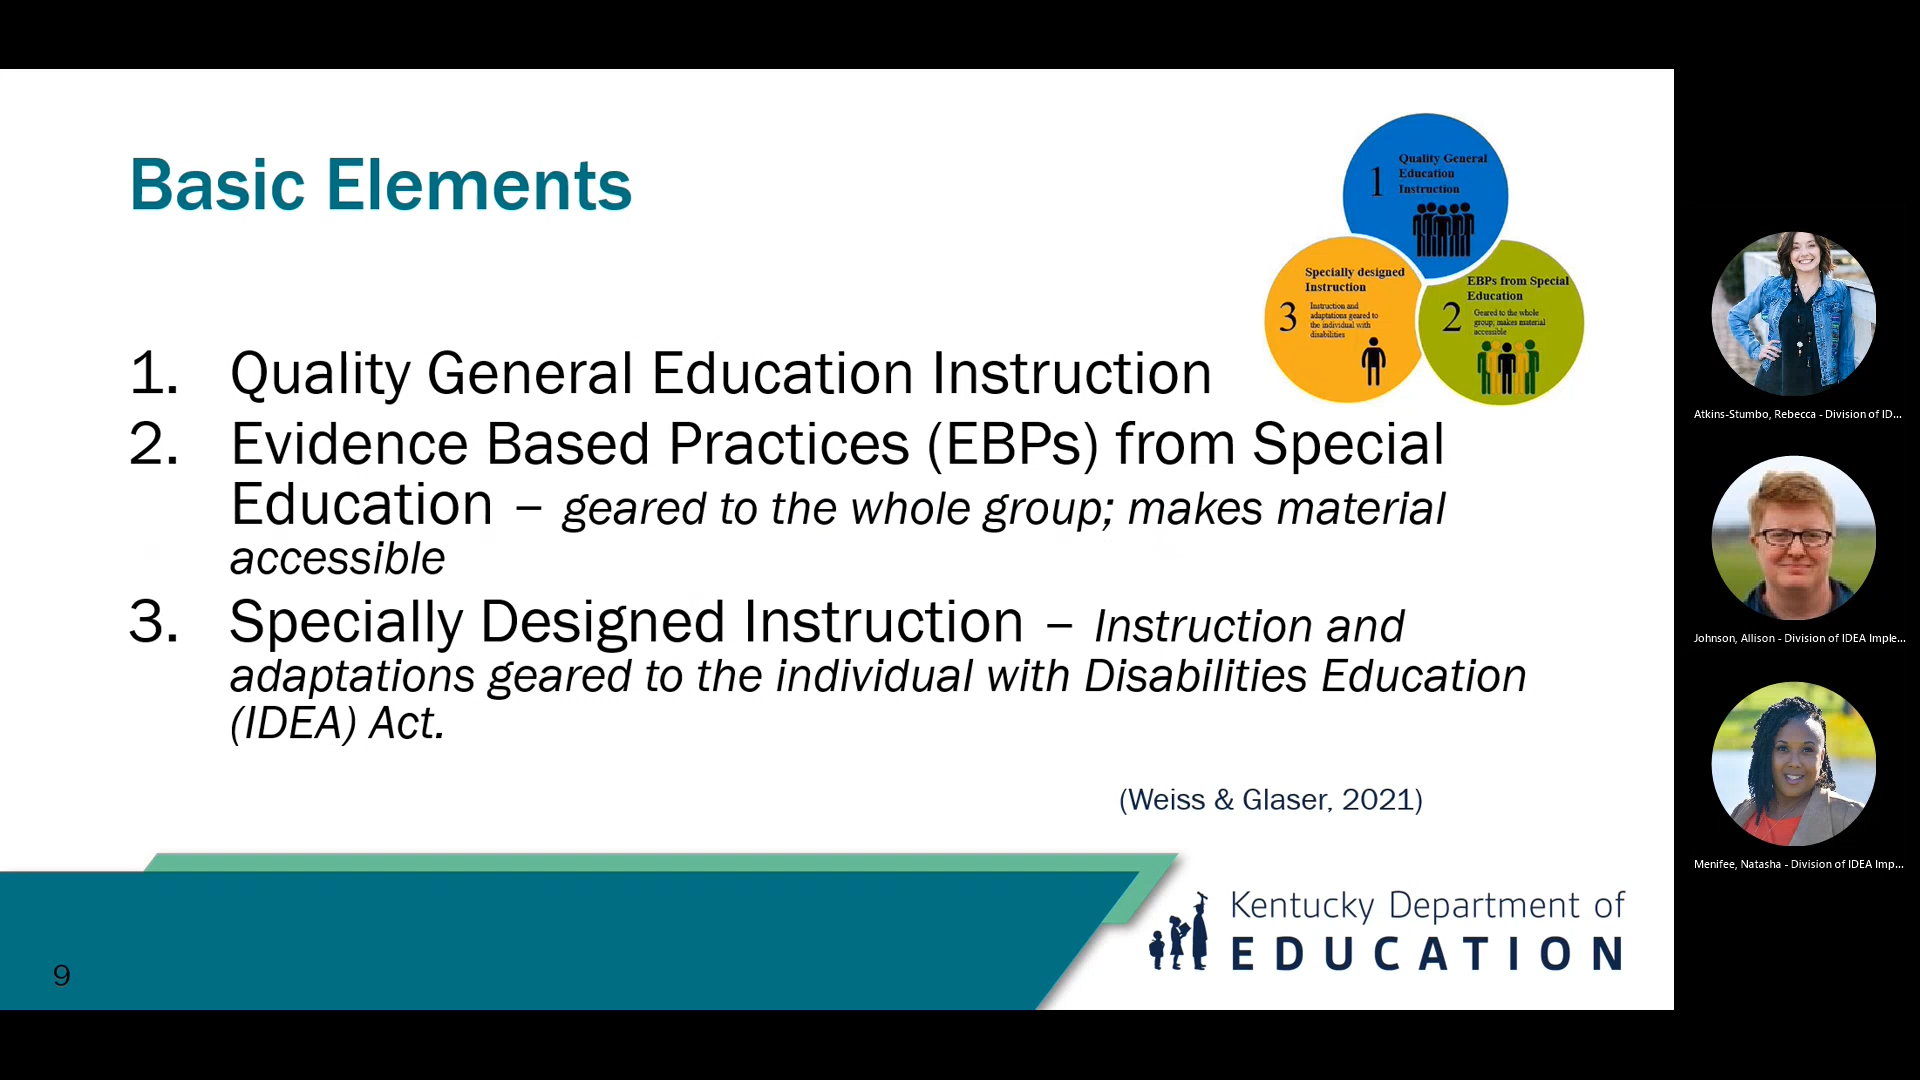 Basic Elements
1 Quality General
Education
Instruction
Specially designed
Instruction
3 Instruction and
adaptations geared to
the individual with
disabilities
EBPs from Special
Education
2 Geared to the whole
group; makes material
accessible
1. Quality General Education Instruction
2. Evidence Based Practices (EBPs) from Special
Education – geared to the whole group; makes material
accessible
3. Specially Designed Instruction – Instruction and
adaptations geared to the individual with Disabilities Education
(IDEA) Act.
(Weiss & Glaser, 2021)
Kentucky Department of
EDUCATION
9
Atkins-Stumbo, Rebecca - Division of ID...
Johnson, Allison - Division of IDEA Imple...
Menifee, Natasha - Division of IDEA Imp...